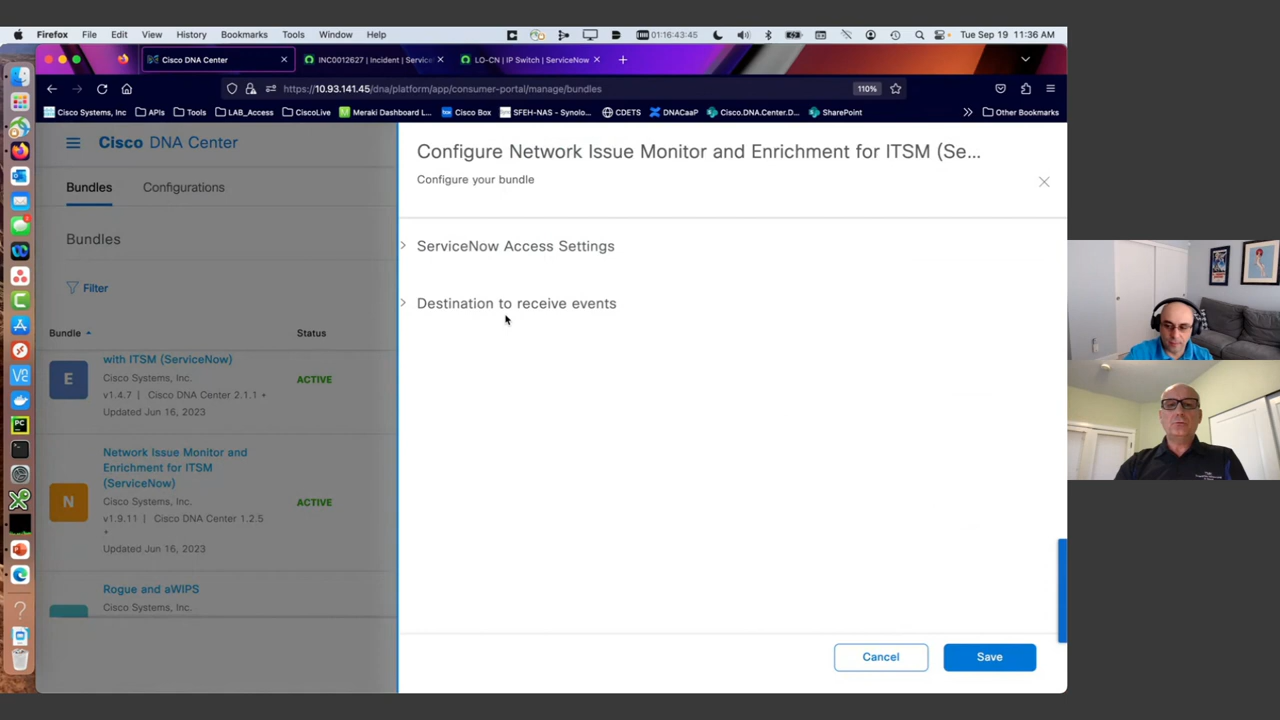 Firefox File Edit View History Bookmarks Tools Window Help 01:16:43:45 Tue Sep 19 11:36 AM
Cisco DNA Center INC0012627 | Incident | Service LO-CN | IP Switch | ServiceNow
https://10.93.141.45/dna/platform/app/consumer-portal/manage/bundles 110%
Cisco Systems, Inc APIs Tools LAB_Access CiscoLive Meraki Dashboard L... Cisco Box SFEH-NAS - Synolo... CDETS DNACaaP Cisco.DNA.Center.D... SharePoint Other Bookmarks
Cisco DNA Center
Bundles Configurations
Bundles
Filter
Bundle Status
with ITSM (ServiceNow)
E
Cisco Systems, Inc.
ACTIVE
v1.4.7 | Cisco DNA Center 2.1.1 •
Updated Jun 16, 2023
Network Issue Monitor and
Enrichment for ITSM
(ServiceNow)
N
Cisco Systems, Inc.
ACTIVE
v1.9.11 | Cisco DNA Center 1.2.5
•
Updated Jun 16, 2023
Rogue and aWIPS
Cisco Systems, Inc.
Configure Network Issue Monitor and Enrichment for ITSM (Se...
Configure your bundle
ServiceNow Access Settings
Destination to receive events
Cancel Save